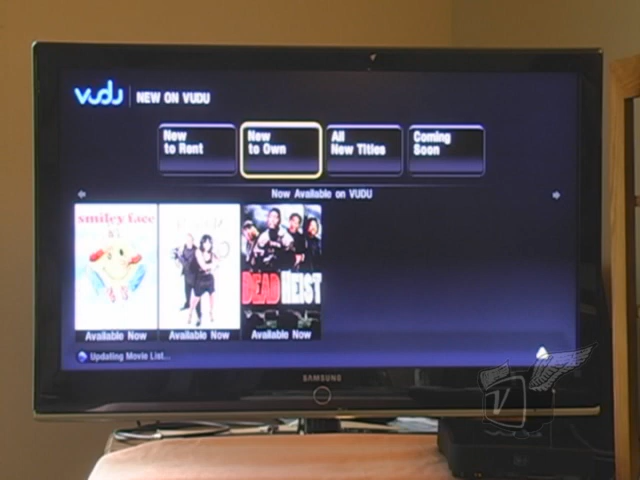 vudu NEW ON VUDU
New to Rent
New to Own
All New Titles
Coming Soon
Now Available on VUDU
smiley face
DEAD HEIST
Available Now Available Now Available Now
Updating Movie List...
SAMSUNG
V